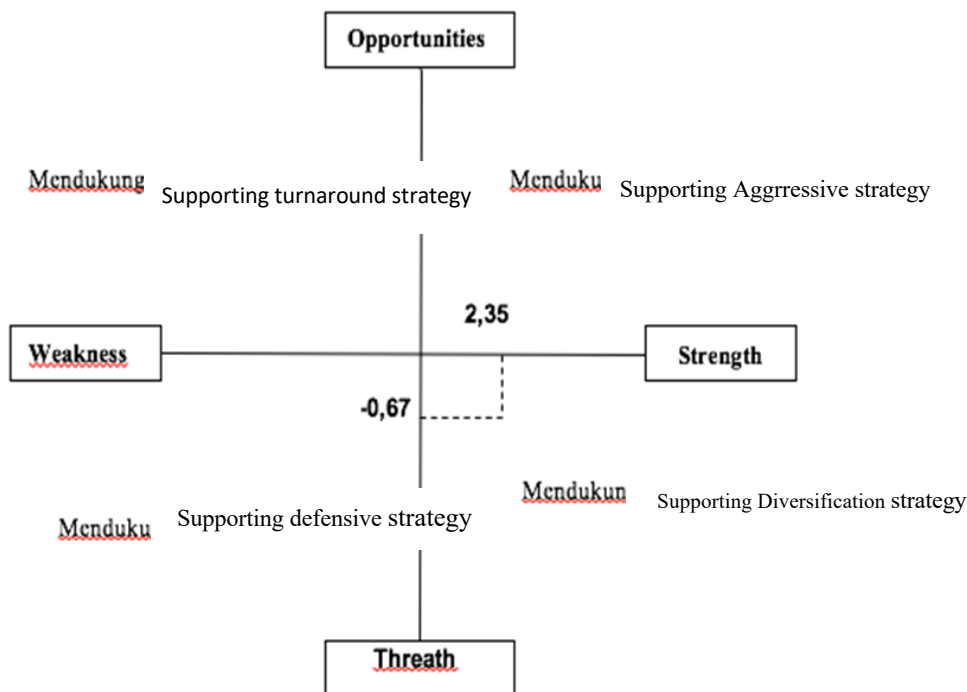 Opportunities
Mendukung Supporting turnaround strategy
Menduku Supporting Aggrressive strategy
2,35
Weakness
Strength
-0,67
Mendukun Supporting Diversification strategy
Menduku Supporting defensive strategy
Threath